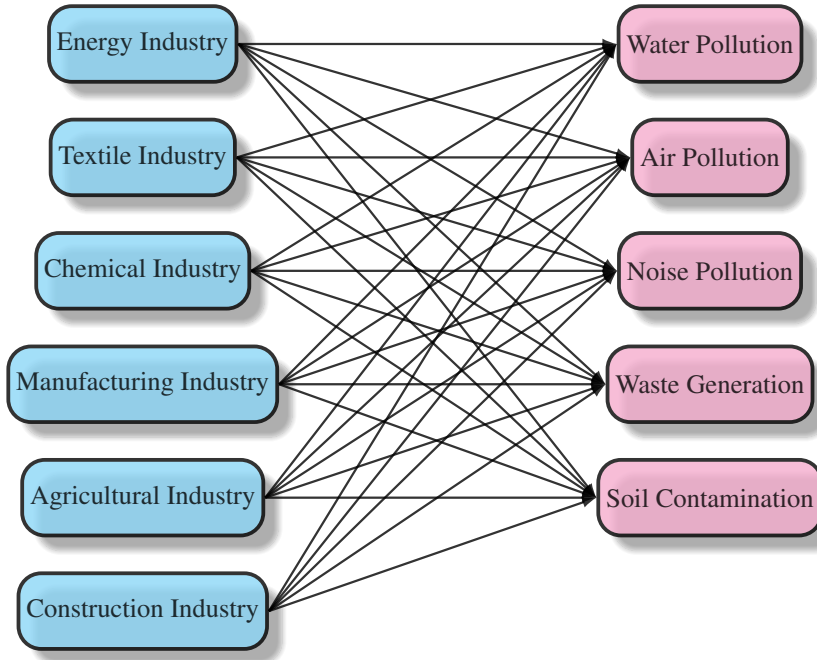 Energy Industry
Water Pollution
Textile Industry
Air Pollution
Chemical Industry
Noise Pollution
Manufacturing Industry
Waste Generation
Agricultural Industry
Soil Contamination
Construction Industry